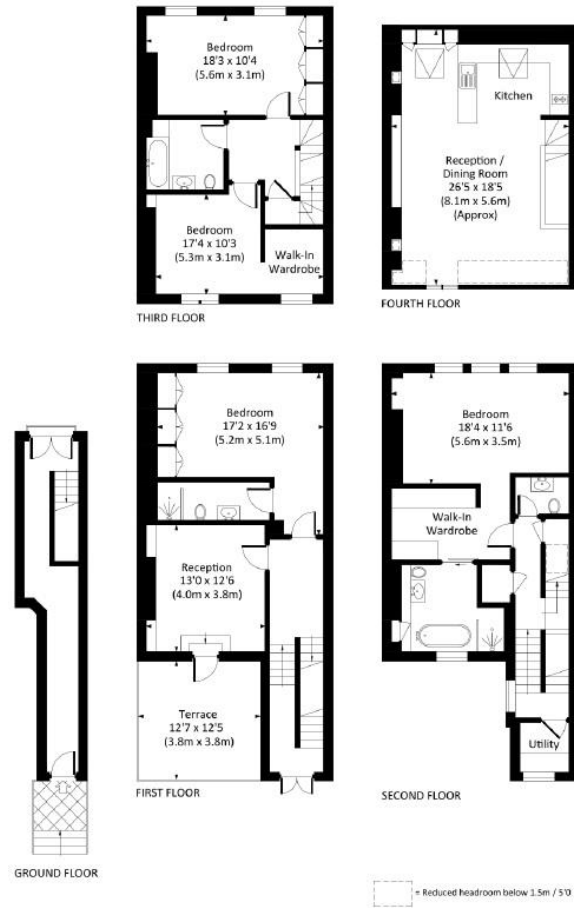 Bedroom
18'3 x 10'4
(5.6m x 3.1m)
Bedroom
17'4 x 10'3
(5.3m x 3.1m)
Walk-In
Wardrobe
THIRD FLOOR
Kitchen
Reception /
Dining Room
26'5 x 18'5
(8.1m x 5.6m)
(Approx)
FOURTH FLOOR
GROUND FLOOR
Bedroom
17'2 x 16'9
(5.2m x 5.1m)
Reception
13'0 x 12'6
(4.0m x 3.8m)
Terrace
12'7 x 12'5
(3.8m x 3.8m)
FIRST FLOOR
Bedroom
18'4 x 11'6
(5.6m x 3.5m)
Walk-In
Wardrobe
Utility
SECOND FLOOR
= Reduced headroom below 1.5m / 5'0